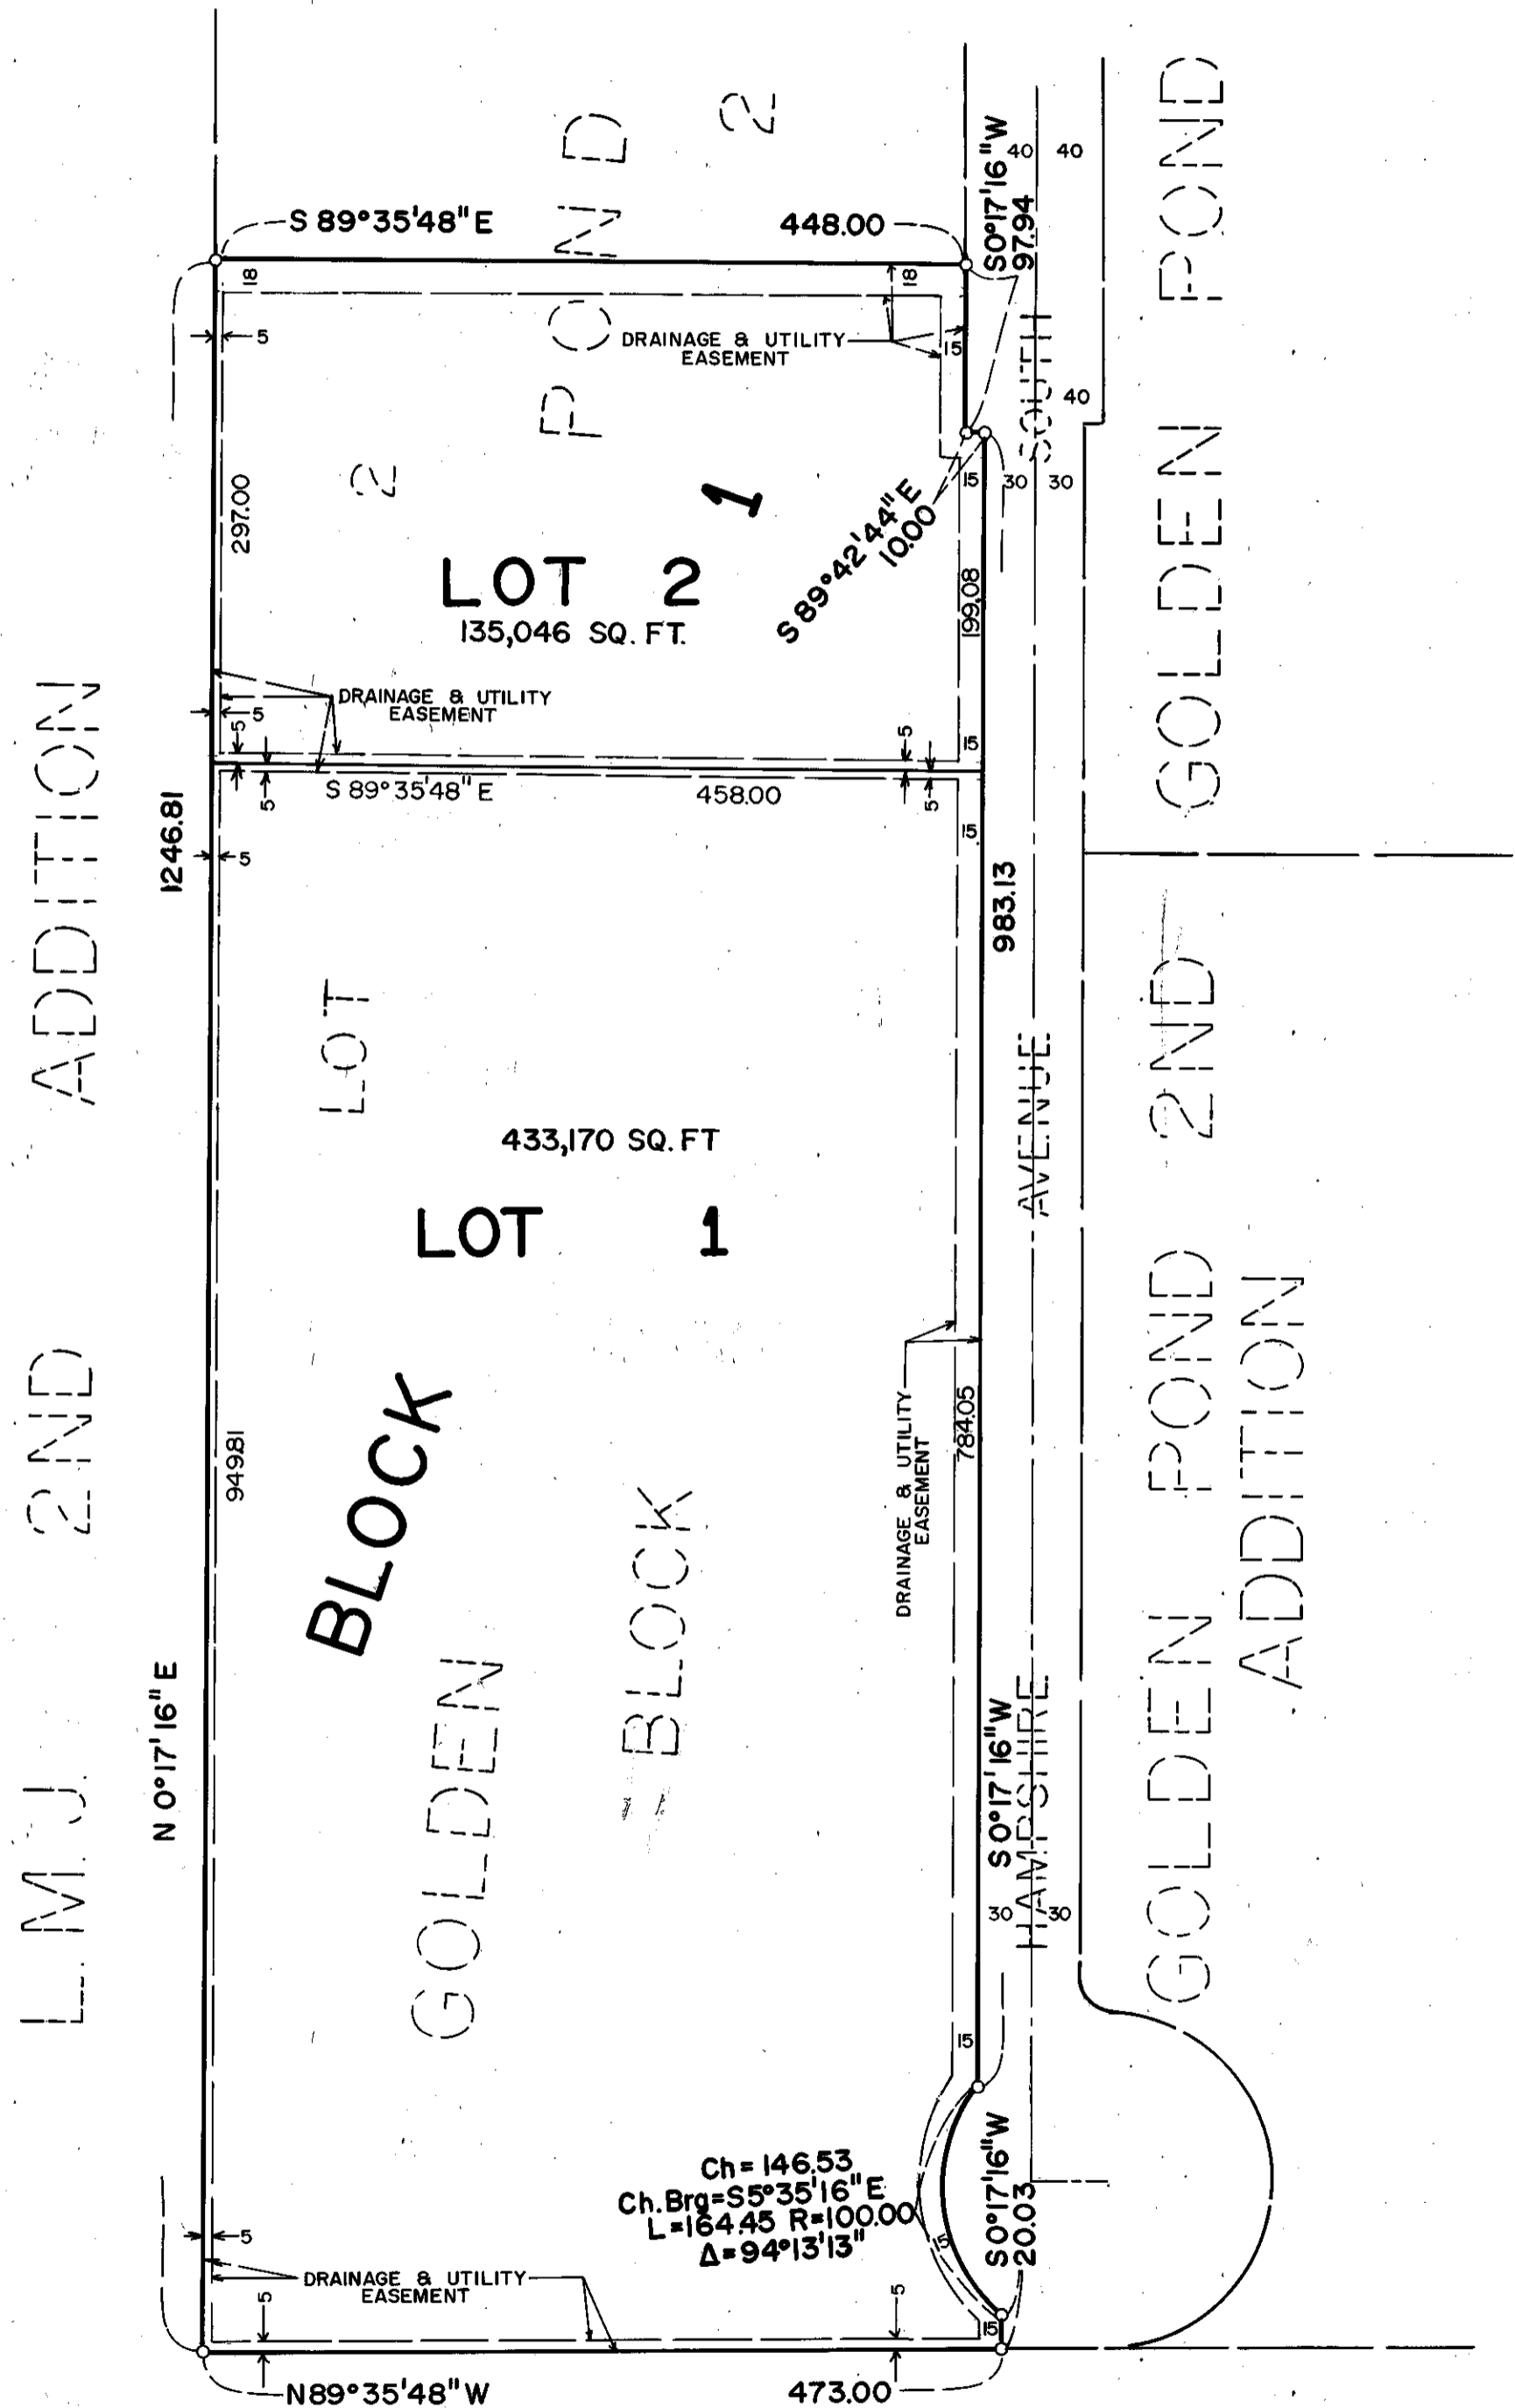 POND 2
GOLDEN POND
S 89°35'48" E
448.00
S0°17'16"W
97.94
40 40
18
18
5
DRAINAGE & UTILITY
EASEMENT
15
SOUTH
40
297.00
2
1
15
30 30
S 89°42'44"E
10.00
LOT 2
135,046 SQ. FT.
199.08
DRAINAGE & UTILITY
EASEMENT
5
5
5
15
S 89°35'48" E
458.00
5
5
15
5
1246.81
983.13
L. M. J. 2ND ADDITION
LOT
433,170 SQ. FT
LOT 1
AVENUE
GOLDEN POND 2ND
ADDITION
949.81
BLOCK
BLOCK
GOLDEN
DRAINAGE & UTILITY
EASEMENT
784.05
N 0°17'16" E
S 0°17'16"W
HAMPSHIRE
30 30
15
Ch = 146.53
Ch. Brg=S5°35'16"E
L=164.45 R=100.00
Δ=94°13'13"
15
S0°17'16"W
20.03
5
DRAINAGE & UTILITY
EASEMENT
5
5
15
N89°35'48"W
473.00